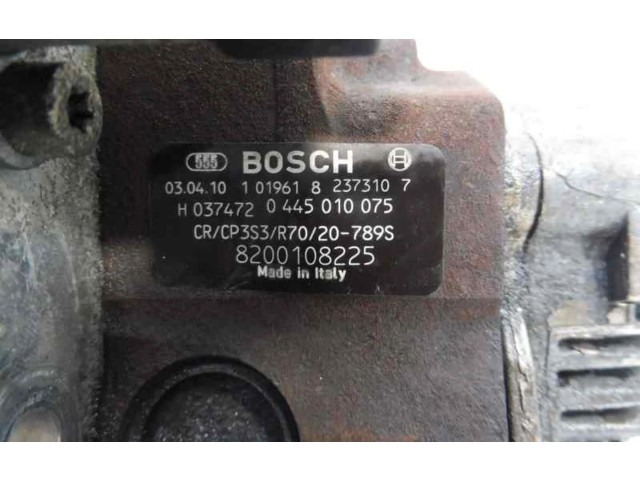 555 BOSCH
03.04.10 1 01961 8 237310 7
H 037472 0 445 010 075
CR/CP3S3/R70/20-789S
8200108225
Made in Italy